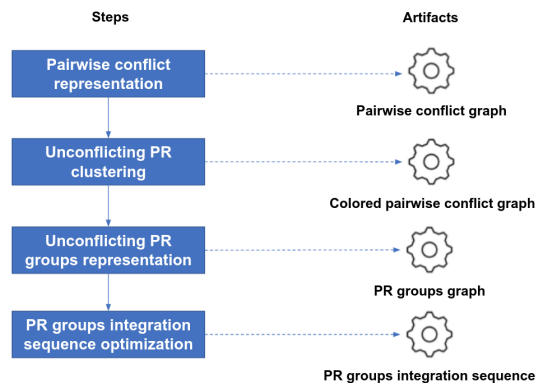 Steps
Artifacts
Pairwise conflict
representation
Pairwise conflict graph
Unconflicting PR
clustering
Colored pairwise conflict graph
Unconflicting PR
groups representation
PR groups graph
PR groups integration
sequence optimization
PR groups integration sequence